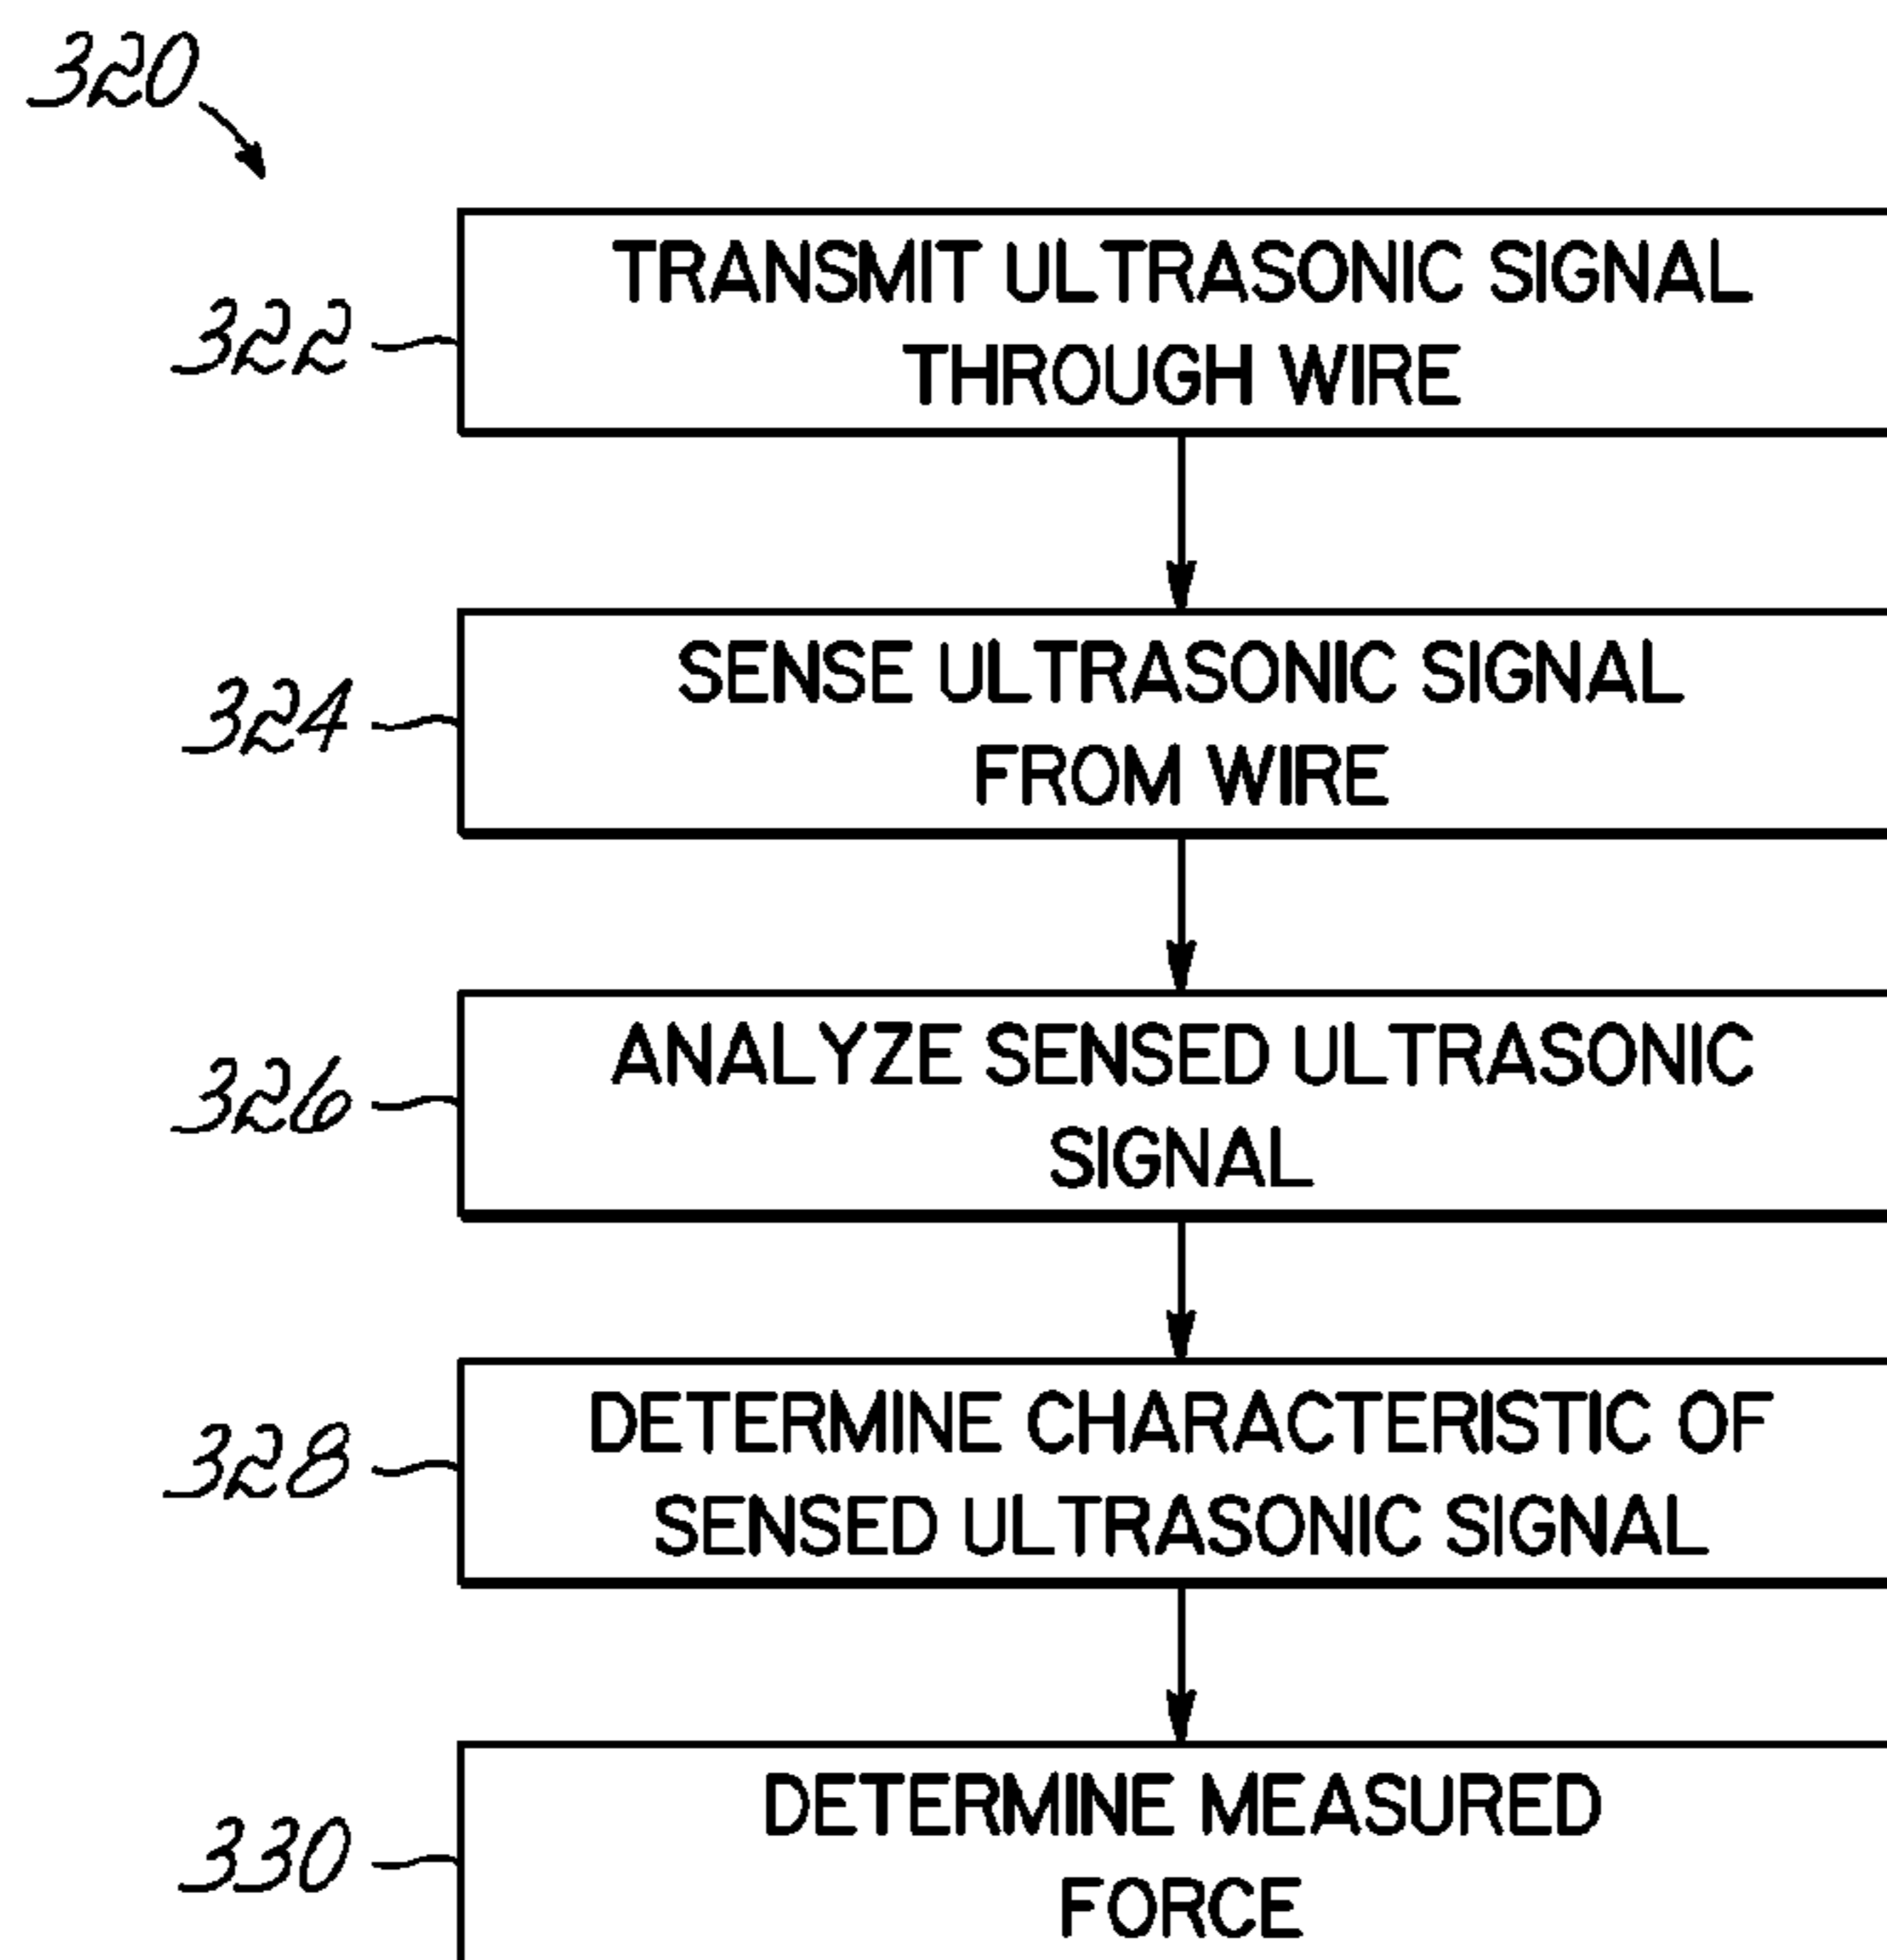 320
322
TRANSMIT ULTRASONIC SIGNAL
THROUGH WIRE
324
SENSE ULTRASONIC SIGNAL
FROM WIRE
326
ANALYZE SENSED ULTRASONIC
SIGNAL
328
DETERMINE CHARACTERISTIC OF
SENSED ULTRASONIC SIGNAL
330
DETERMINE MEASURED
FORCE